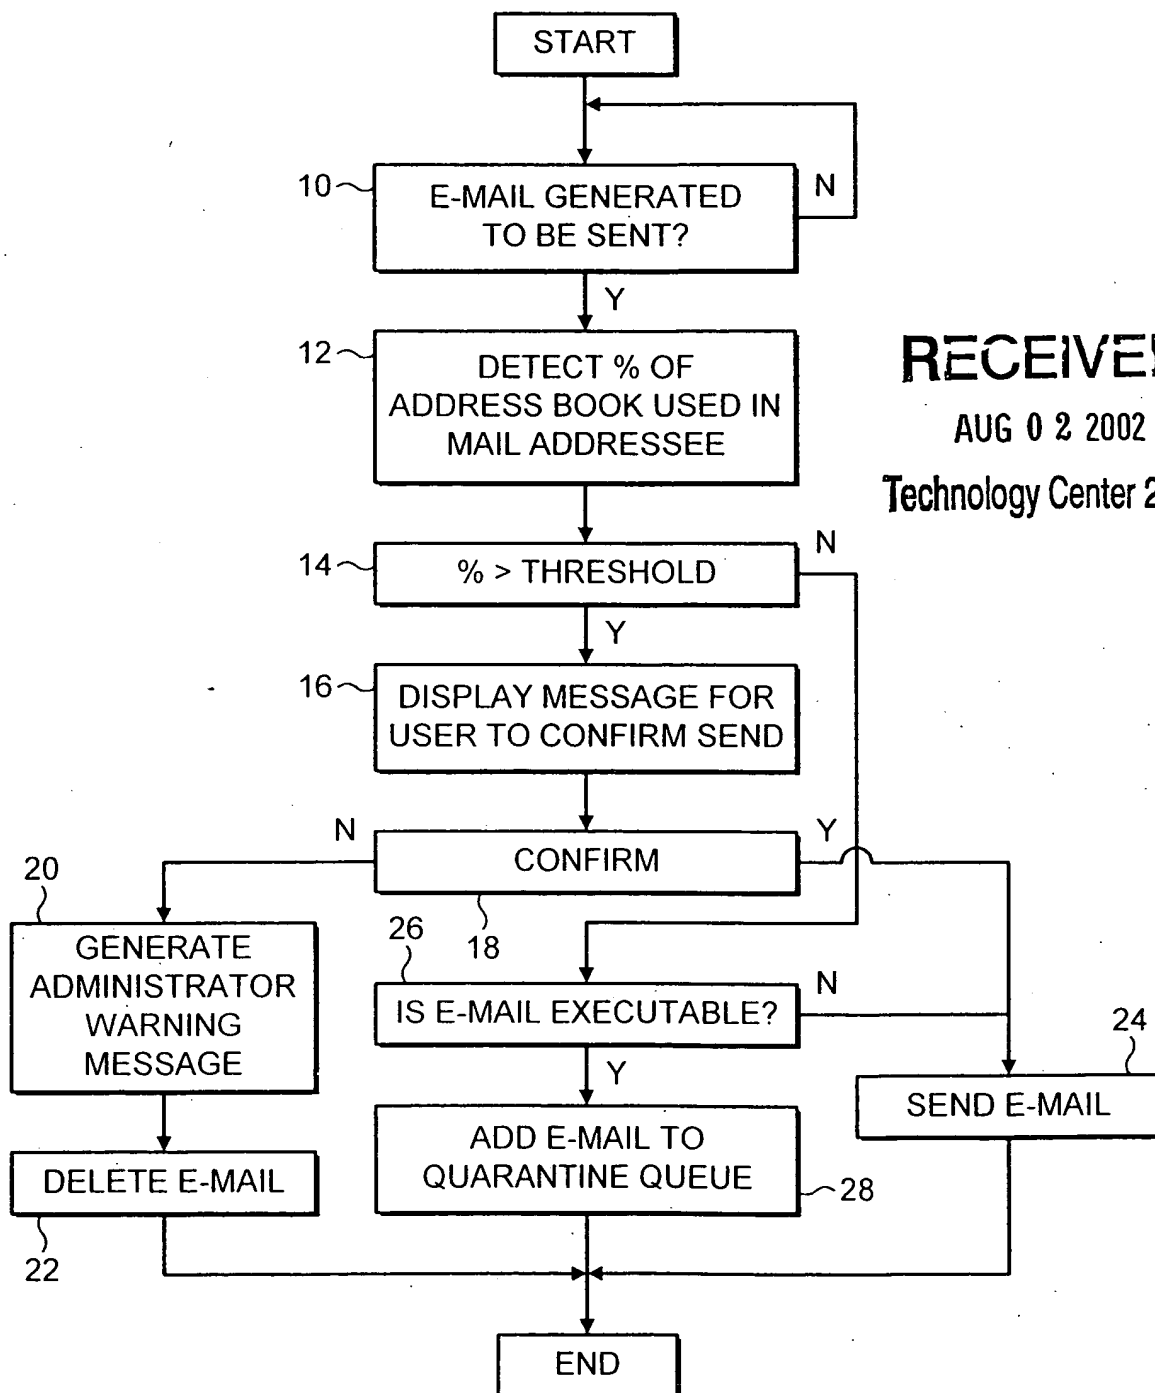 START
10
E-MAIL GENERATED
TO BE SENT?
N
Y
12
DETECT % OF
ADDRESS BOOK USED IN
MAIL ADDRESSEE
RECEIVE
AUG 0 2 2002
Technology Center 2
14
% > THRESHOLD
N
Y
16
DISPLAY MESSAGE FOR
USER TO CONFIRM SEND
N
CONFIRM
Y
18
20
GENERATE
ADMINISTRATOR
WARNING
MESSAGE
26
IS E-MAIL EXECUTABLE?
N
Y
24
SEND E-MAIL
ADD E-MAIL TO
QUARANTINE QUEUE
28
DELETE E-MAIL
22
END